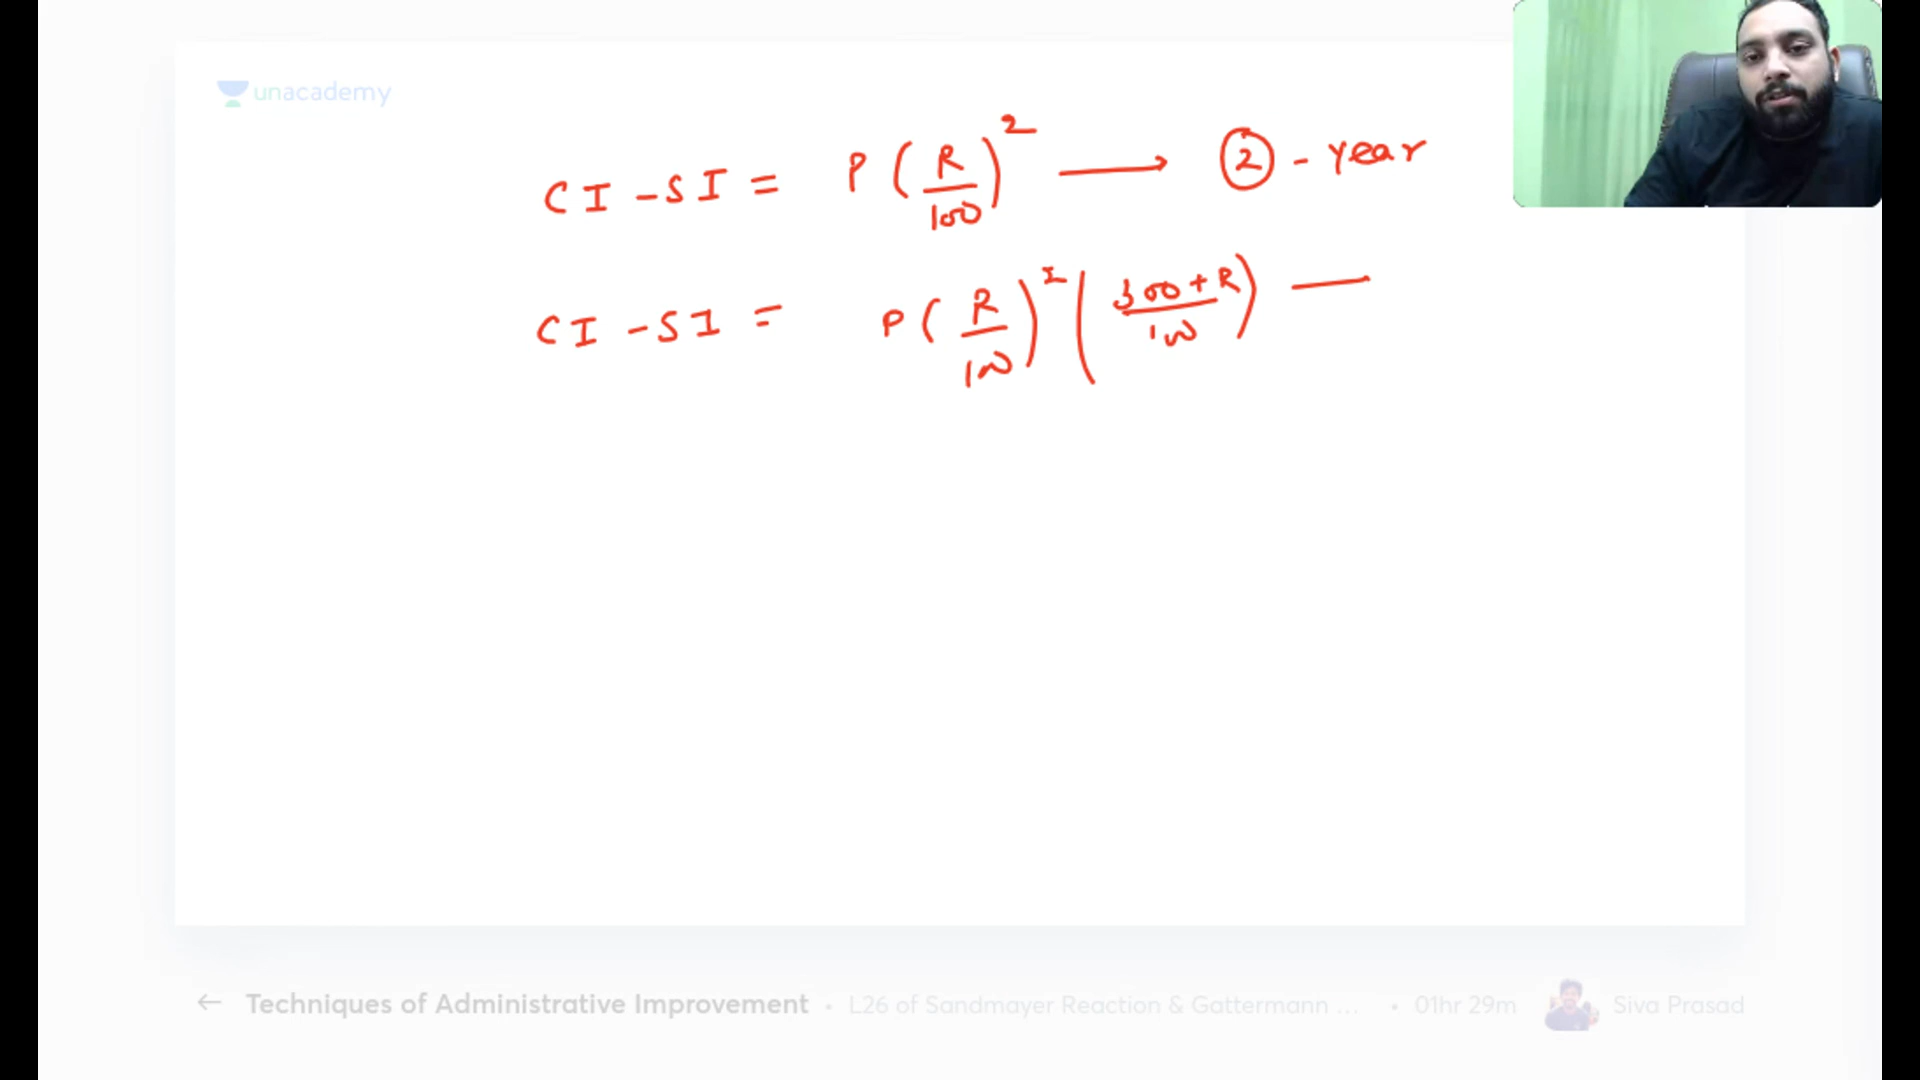 unacademy
CI - SI = P(R/100)² → ② - year
CI - SI = P(R/100)²(300+R/100) —
← Techniques of Administrative Improvement • L26 of Sandmayer Reaction & Gattermann ... • 01hr 29m Siva Prasad